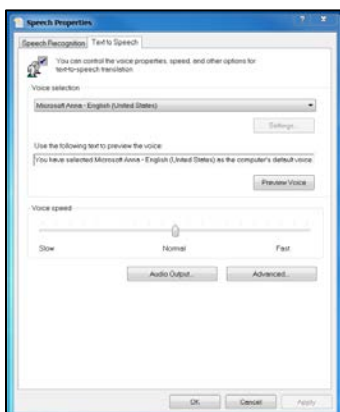 Speech Properties
Speech Recognition Text to Speech
You can control the voice properties, speed, and other options for
text-to-speech translation.
Voice selection
Microsoft Anna - English (United States)
Settings...
Use the following text to preview the voice:
You have selected Microsoft Anna - English (United States) as the computer's default voice.
Preview Voice
Voice speed
Slow Normal Fast
Audio Output... Advanced...
OK Cancel Apply